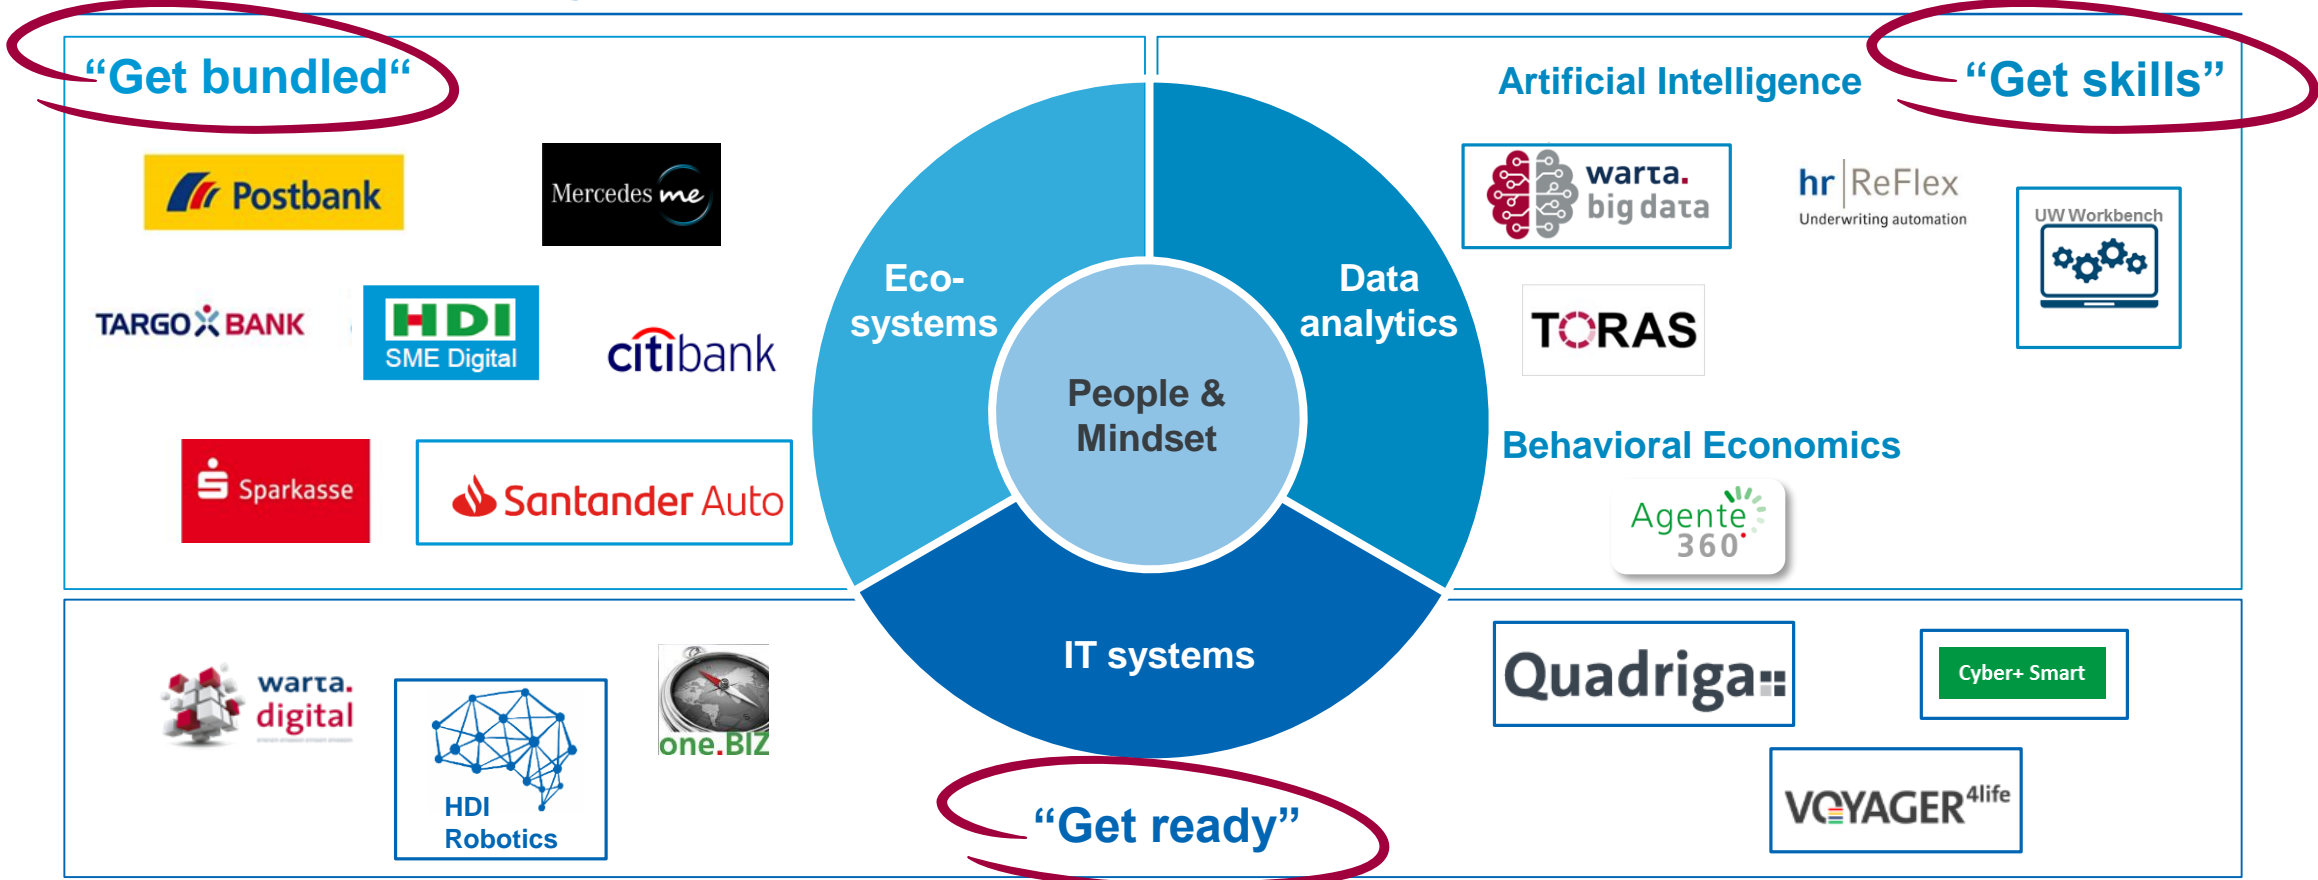 “Get bundled“
Postbank
Mercedes me
TARGO BANK
HDI
SME Digital
citibank
Sparkasse
Santander Auto
Eco-
systems
Data
analytics
People &
Mindset
IT systems
Artificial Intelligence
“Get skills”
warta.
big data
hr ReFlex
Underwriting automation
UW Workbench
TORAS
Behavioral Economics
Agente
360
warta.
digital
HDI
Robotics
one.BIZ
“Get ready”
Quadriga
Cyber+ Smart
VOYAGER 4life